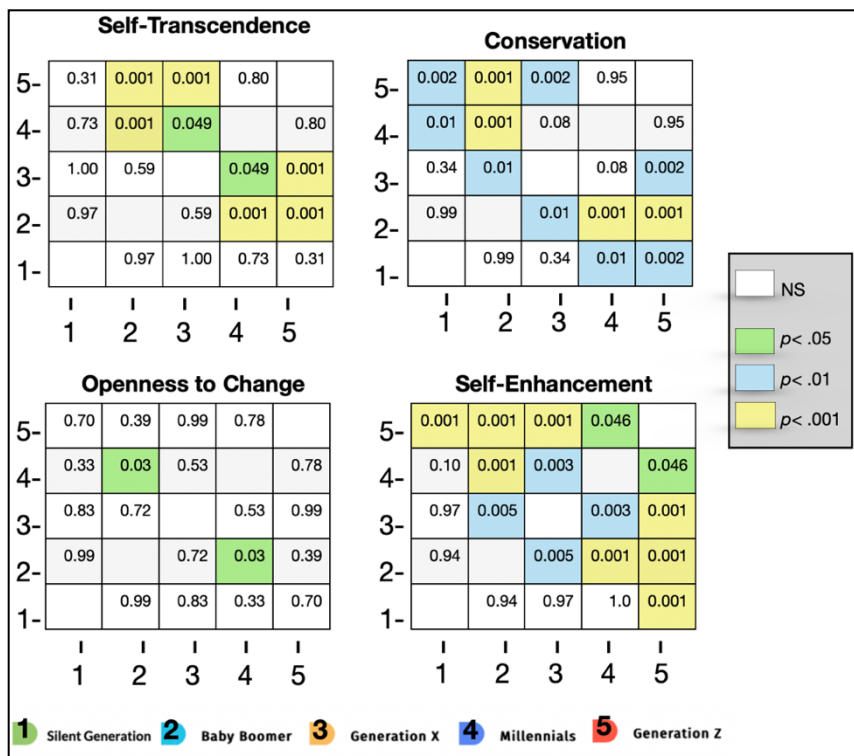 Self-Transcendence
5- 0.31 0.001 0.001 0.80
4- 0.73 0.001 0.049 0.80
3- 1.00 0.59 0.049 0.001
2- 0.97 0.59 0.001 0.001
1- 0.97 1.00 0.73 0.31
1 2 3 4 5
Conservation
5- 0.002 0.001 0.002 0.95
4- 0.01 0.001 0.08 0.95
3- 0.34 0.01 0.08 0.002
2- 0.99 0.01 0.001 0.001
1- 0.99 0.34 0.01 0.002
1 2 3 4 5
NS
p< .05
p< .01
p< .001
Openness to Change
5- 0.70 0.39 0.99 0.78
4- 0.33 0.03 0.53 0.78
3- 0.83 0.72 0.53 0.99
2- 0.99 0.72 0.03 0.39
1- 0.99 0.83 0.33 0.70
1 2 3 4 5
Self-Enhancement
5- 0.001 0.001 0.001 0.046
4- 0.10 0.001 0.003 0.046
3- 0.97 0.005 0.003 0.001
2- 0.94 0.005 0.001 0.001
1- 0.94 0.97 1.0 0.001
1 2 3 4 5
1 Silent Generation 2 Baby Boomer 3 Generation X 4 Millennials 5 Generation Z